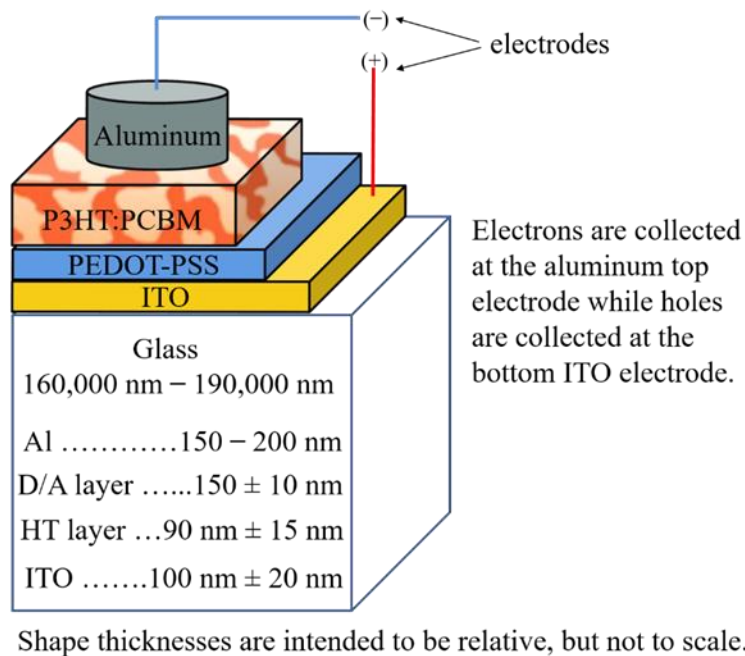 (−)
electrodes
(+)
Aluminum
P3HT:PCBM
PEDOT-PSS
ITO
Electrons are collected
at the aluminum top
electrode while holes
are collected at the
bottom ITO electrode.
Glass
160,000 nm – 190,000 nm
Al …………150 – 200 nm
D/A layer …...150 ± 10 nm
HT layer …90 nm ± 15 nm
ITO …….100 nm ± 20 nm
Shape thicknesses are intended to be relative, but not to scale.